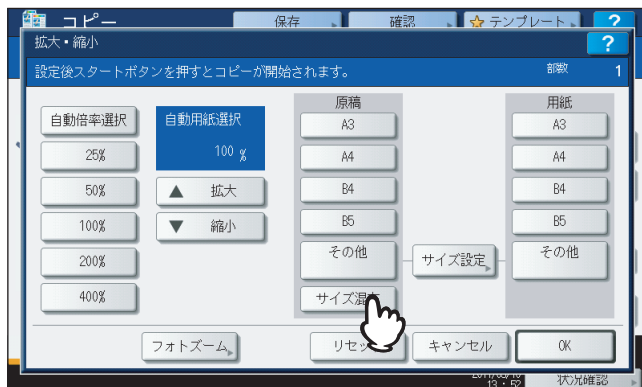 コピー
保存
確認
テンプレート
?
拡大・縮小
?
設定後スタートボタンを押すとコピーが開始されます。
部数 1
自動倍率選択
25%
50%
100%
200%
400%
自動用紙選択
100 %
▲ 拡大
▼ 縮小
原稿
A3
A4
B4
B5
その他
サイズ混
サイズ設定
用紙
A3
A4
B4
B5
その他
フォトズーム
リセッ
キャンセル
OK
13:52
状況確認